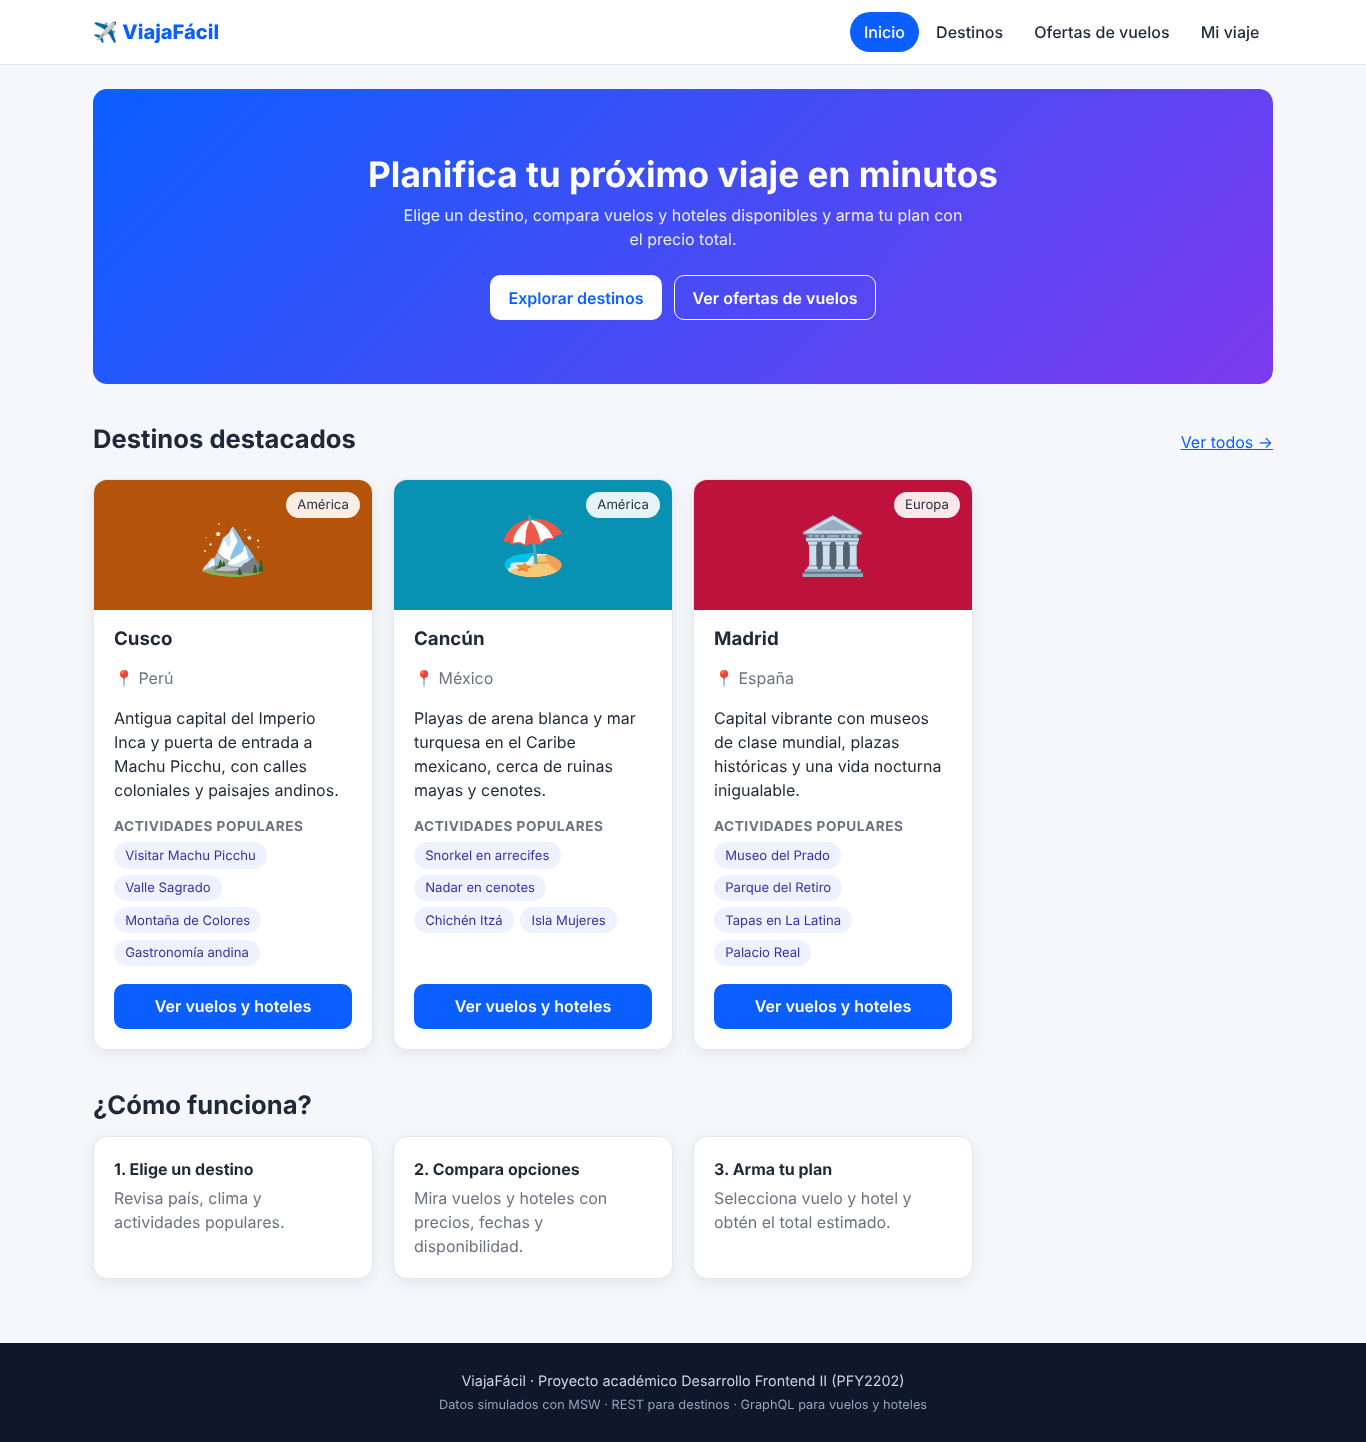 ViajaFácil
Inicio
Destinos
Ofertas de vuelos
Mi viaje
Planifica tu próximo viaje en minutos
Elige un destino, compara vuelos y hoteles disponibles y arma tu plan con
el precio total.
Explorar destinos
Ver ofertas de vuelos
Destinos destacados
Ver todos →
América
Cusco
Perú
Antigua capital del Imperio
Inca y puerta de entrada a
Machu Picchu, con calles
coloniales y paisajes andinos.
ACTIVIDADES POPULARES
Visitar Machu Picchu
Valle Sagrado
Montaña de Colores
Gastronomía andina
Ver vuelos y hoteles
América
Cancún
México
Playas de arena blanca y mar
turquesa en el Caribe
mexicano, cerca de ruinas
mayas y cenotes.
ACTIVIDADES POPULARES
Snorkel en arrecifes
Nadar en cenotes
Chichén Itzá
Isla Mujeres
Ver vuelos y hoteles
Europa
Madrid
España
Capital vibrante con museos
de clase mundial, plazas
históricas y una vida nocturna
inigualable.
ACTIVIDADES POPULARES
Museo del Prado
Parque del Retiro
Tapas en La Latina
Palacio Real
Ver vuelos y hoteles
¿Cómo funciona?
1. Elige un destino
Revisa país, clima y
actividades populares.
2. Compara opciones
Mira vuelos y hoteles con
precios, fechas y
disponibilidad.
3. Arma tu plan
Selecciona vuelo y hotel y
obtén el total estimado.
ViajaFácil · Proyecto académico Desarrollo Frontend II (PFY2202)
Datos simulados con MSW · REST para destinos · GraphQL para vuelos y hoteles